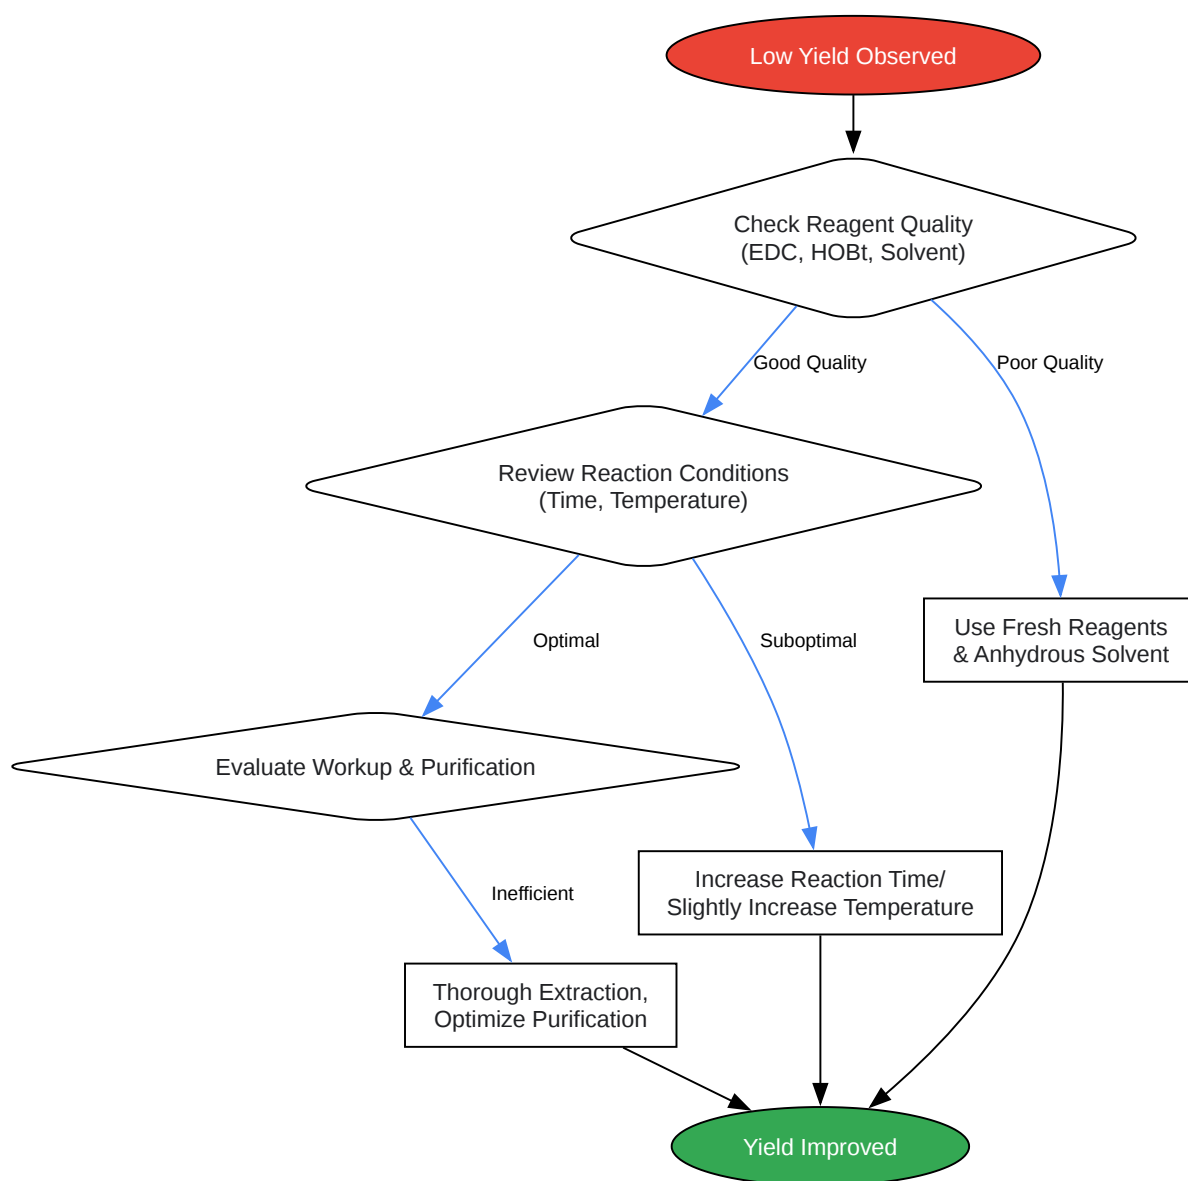 Low Yield Observed
Check Reagent Quality
(EDC, HOBt, Solvent)
Good Quality
Poor Quality
Review Reaction Conditions
(Time, Temperature)
Optimal
Suboptimal
Use Fresh Reagents
& Anhydrous Solvent
Evaluate Workup & Purification
Inefficient
Increase Reaction Time/
Slightly Increase Temperature
Thorough Extraction,
Optimize Purification
Yield Improved